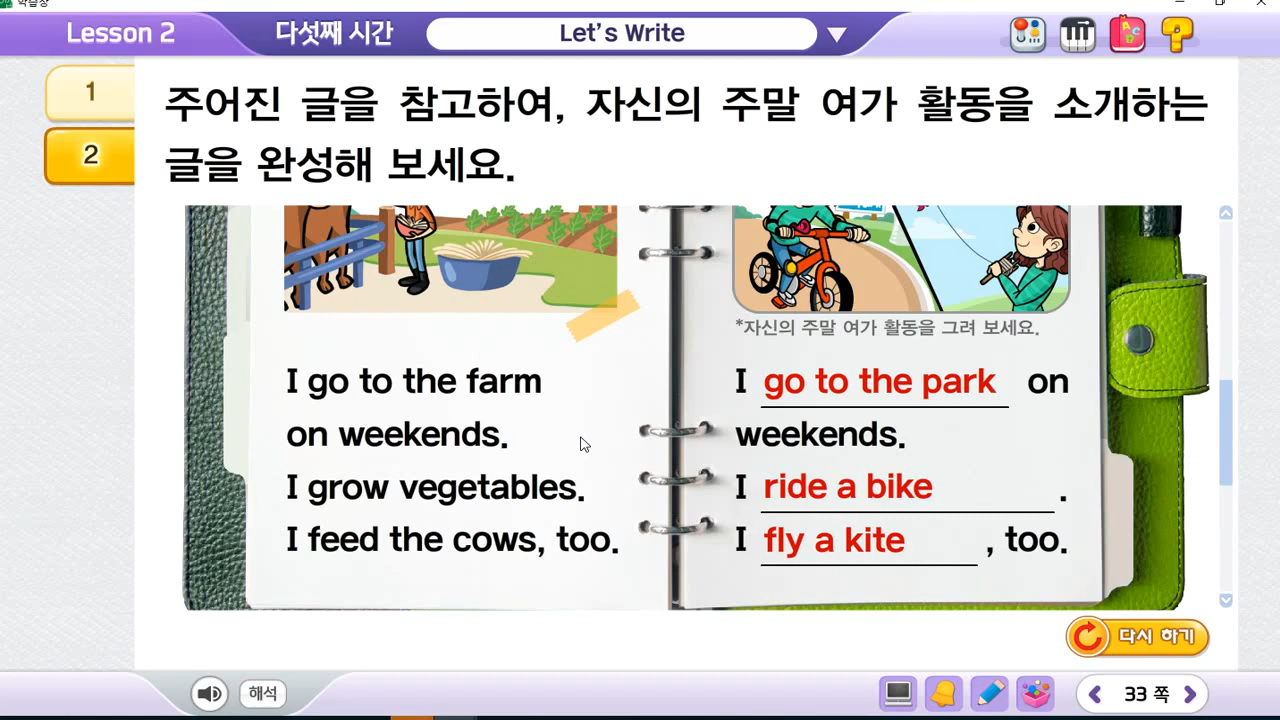 학습창
Lesson 2
다섯째 시간
Let's Write
1
2
주어진 글을 참고하여, 자신의 주말 여가 활동을 소개하는
글을 완성해 보세요.
*자신의 주말 여가 활동을 그려 보세요.
I go to the farm
on weekends.
I grow vegetables.
I feed the cows, too.
I go to the park on
weekends.
I ride a bike .
I fly a kite , too.
다시 하기
해석
33 쪽